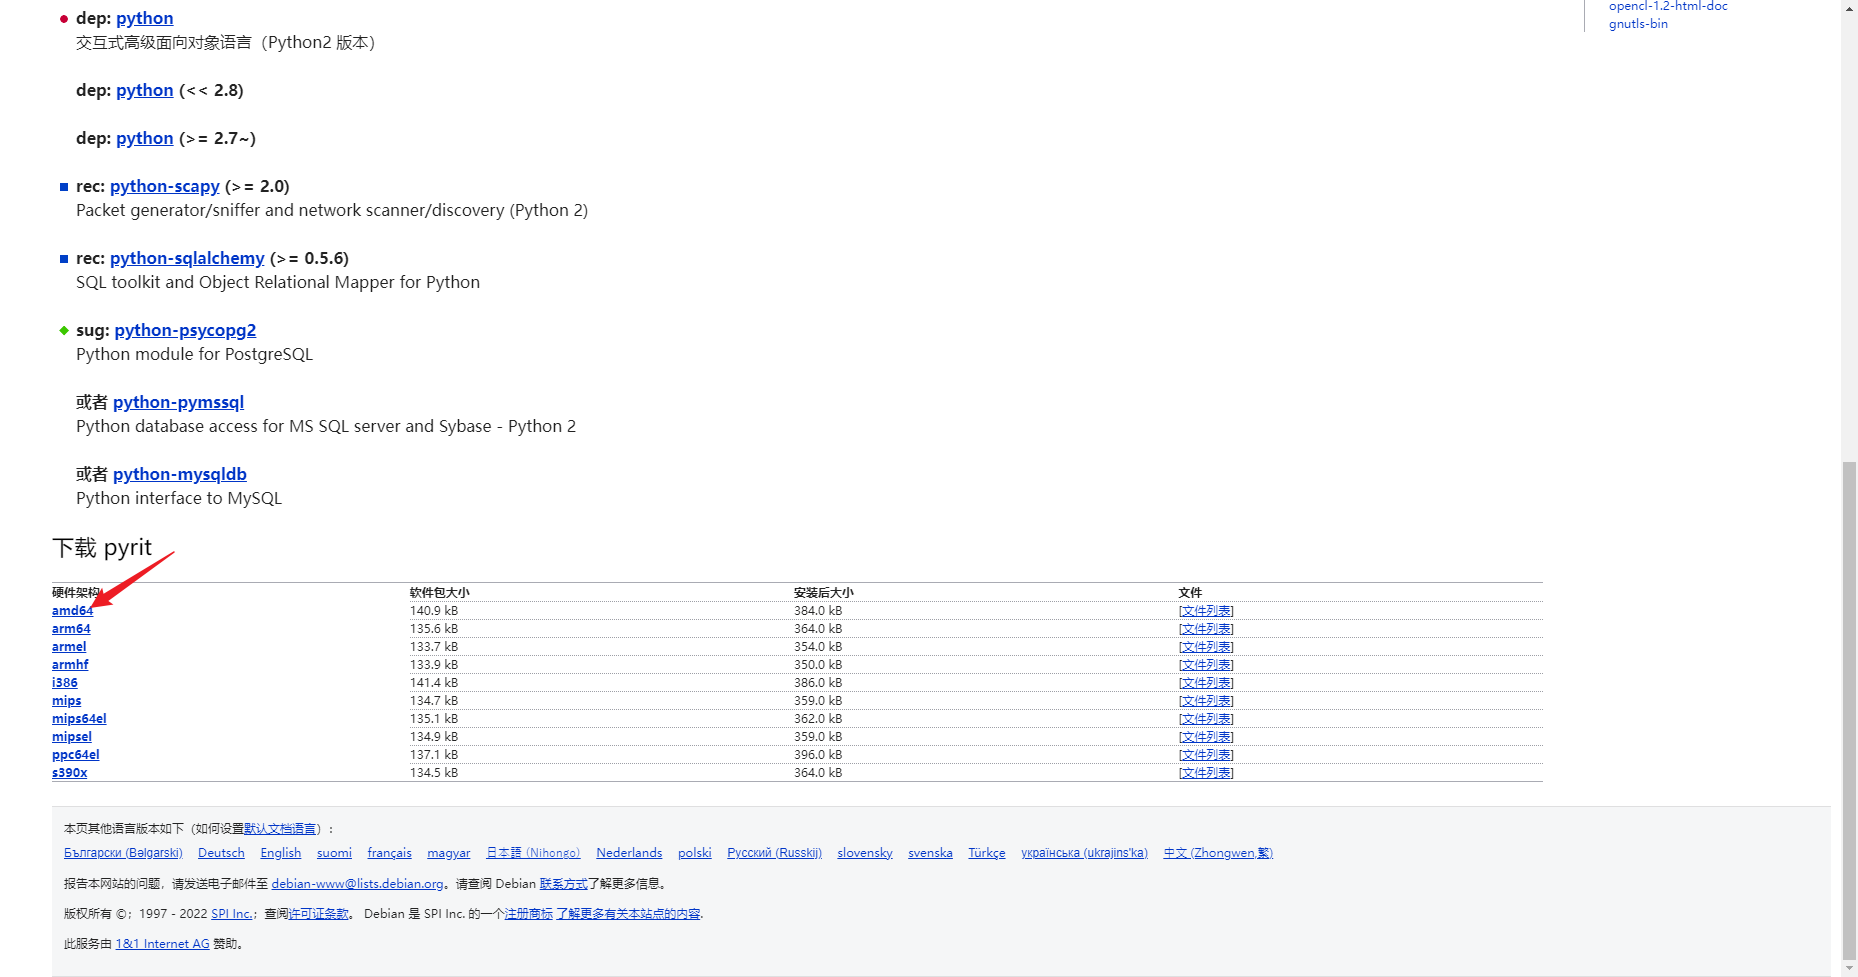 dep: python
交互式高级面向对象语言（Python2 版本）
dep: python (<< 2.8)
dep: python (>= 2.7~)
rec: python-scapy (>= 2.0)
Packet generator/sniffer and network scanner/discovery (Python 2)
rec: python-sqlalchemy (>= 0.5.6)
SQL toolkit and Object Relational Mapper for Python
sug: python-psycopg2
Python module for PostgreSQL
或者 python-pymssql
Python database access for MS SQL server and Sybase - Python 2
或者 python-mysqldb
Python interface to MySQL
opencl-1.2-html-doc
gnutls-bin
下载 pyrit
硬件架构 软件包大小 安装后大小 文件
amd64 140.9 kB 384.0 kB [文件列表]
arm64 135.6 kB 364.0 kB [文件列表]
armel 133.7 kB 354.0 kB [文件列表]
armhf 133.9 kB 350.0 kB [文件列表]
i386 141.4 kB 386.0 kB [文件列表]
mips 134.7 kB 359.0 kB [文件列表]
mips64el 135.1 kB 362.0 kB [文件列表]
mipsel 134.9 kB 359.0 kB [文件列表]
ppc64el 137.1 kB 396.0 kB [文件列表]
s390x 134.5 kB 364.0 kB [文件列表]
本页其他语言版本如下（如何设置默认文档语言）：
Български (Bəlgarski) Deutsch English suomi français magyar 日本語 (Nihongo) Nederlands polski Русский (Russkij) slovensky svenska Türkçe українська (ukrajins'ka) 中文 (Zhongwen,繁)
报告本网站的问题，请发送电子邮件至 debian-www@lists.debian.org。请查阅 Debian 联系方式了解更多信息。
版权所有 ©；1997 - 2022 SPI Inc.；查阅许可证条款。 Debian 是 SPI Inc. 的一个注册商标 了解更多有关本站点的内容.
此服务由 1&1 Internet AG 赞助。